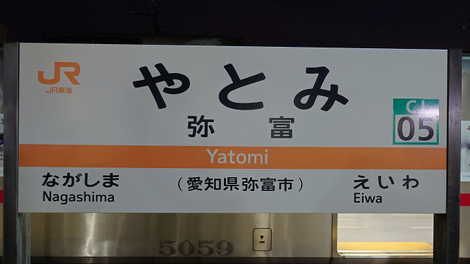 JR
JR東海
やとみ
弥富
CJ
05
Yatomi
ながしま
Nagashima
(愛知県弥富市)
えいわ
Eiwa
5059